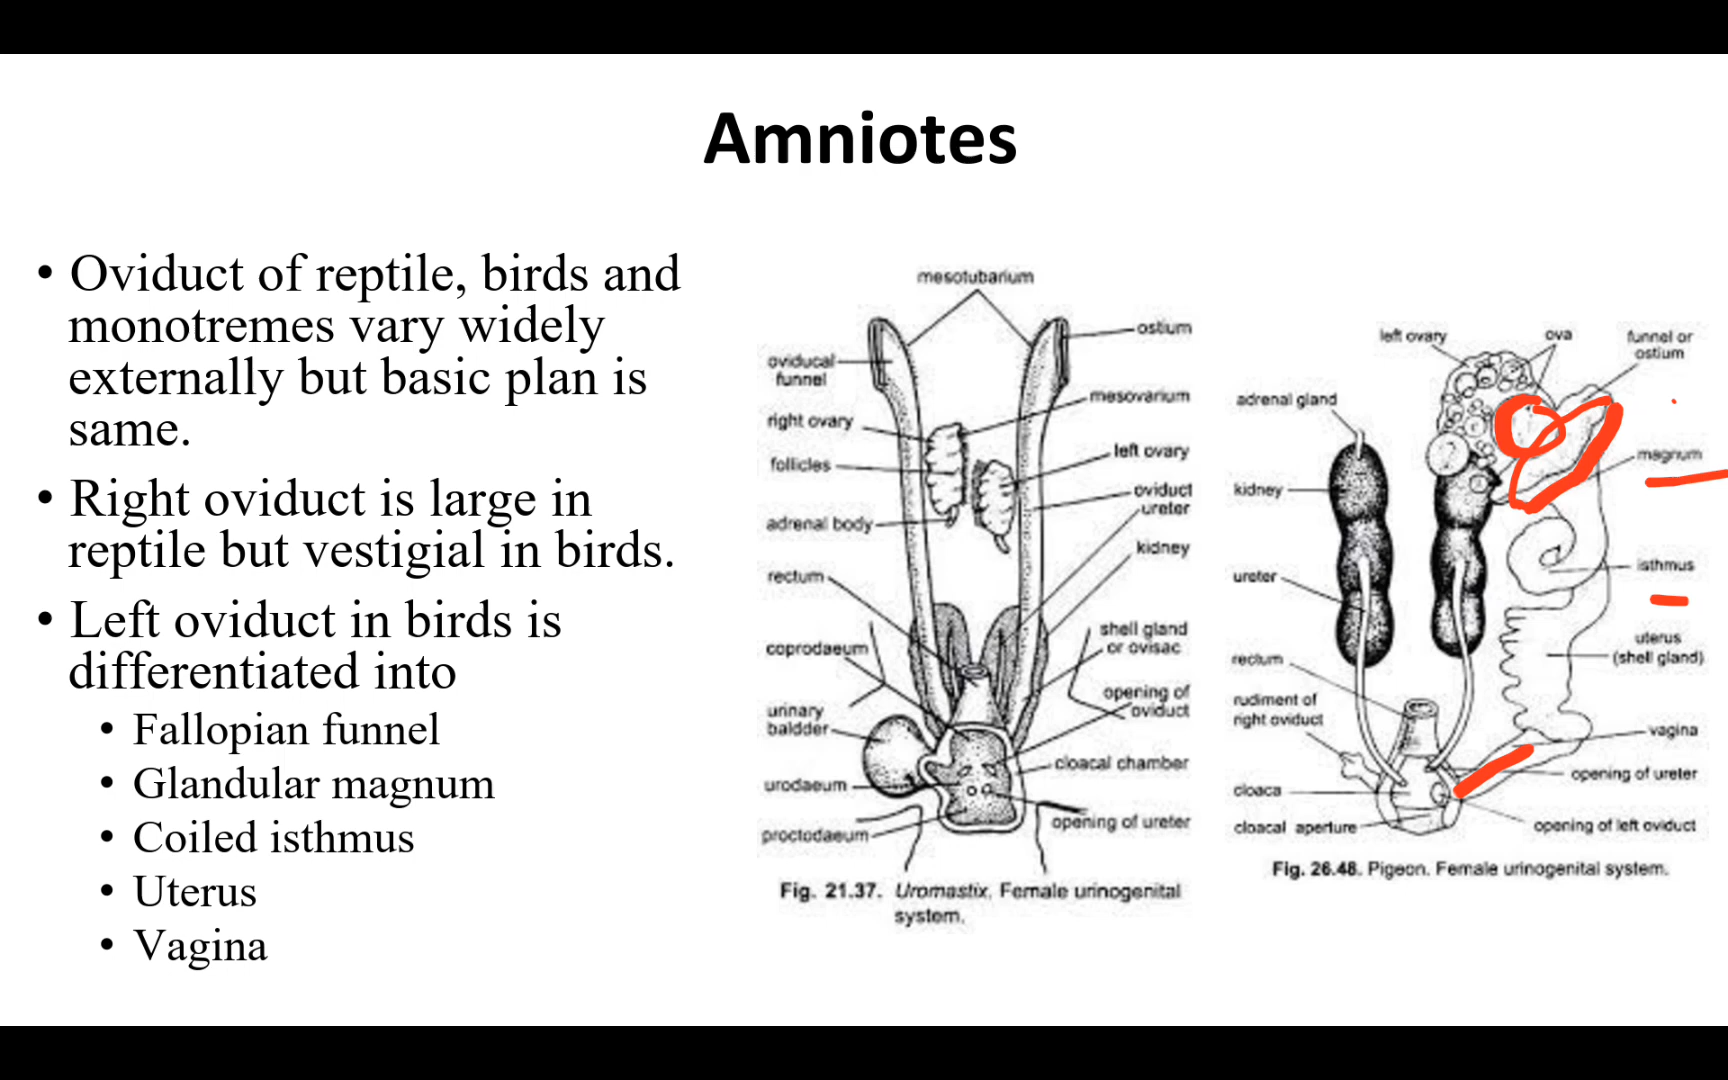 Amniotes
• Oviduct of reptile, birds and
monotremes vary widely
externally but basic plan is
same.
• Right oviduct is large in
reptile but vestigial in birds.
• Left oviduct in birds is
differentiated into
• Fallopian funnel
• Glandular magnum
• Coiled isthmus
• Uterus
• Vagina
mesotubarium
ostium
oviducal
funnel
mesovarium
right ovary
left ovary
follicles
oviduct
ureter
adrenal body
kidney
rectum
shell gland
or ovisac
coprodaeum
opening of
oviduct
urinary
baldder
cloacal chamber
urodaeum
opening of ureter
proctodaeum
Fig. 21.37. Uromastix. Female urinogenital
system.
left ovary
ova
funnel or
ostium
adrenal gland
magnum
kidney
isthmus
ureter
uterus
(shell gland)
rectum
rudiment of
right oviduct
vagina
opening of ureter
cloaca
cloacal aperture
opening of left oviduct
Fig. 26.48. Pigeon. Female urinogenital system.